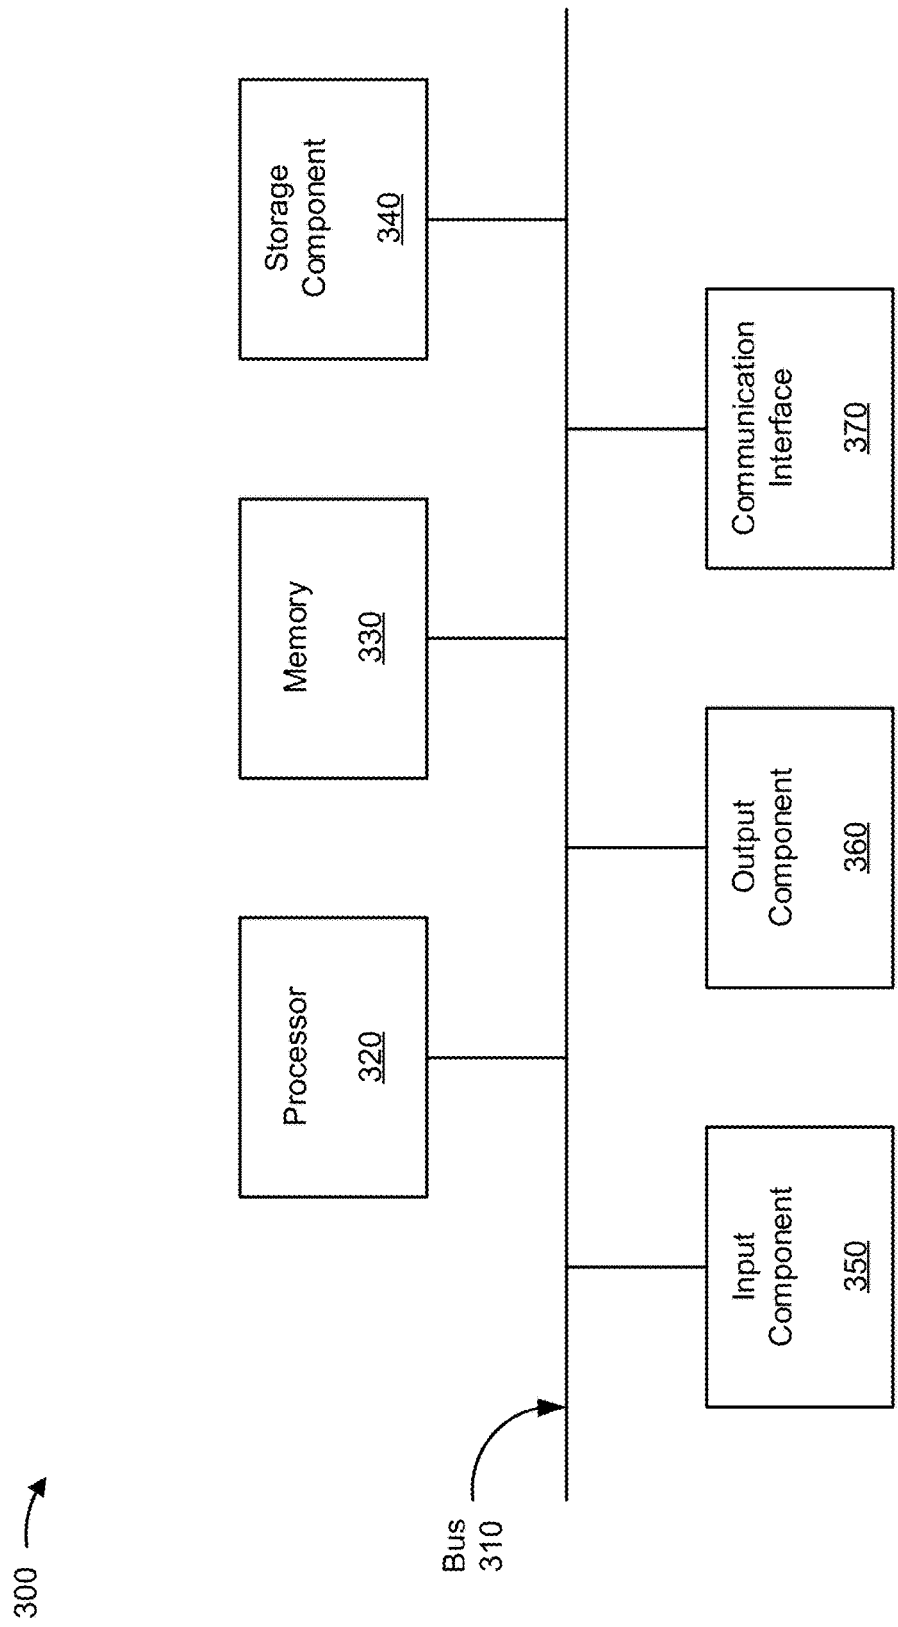 300
Processor
320
Memory
330
Storage
Component
340
Bus
310
Input
Component
350
Output
Component
360
Communication
Interface
370